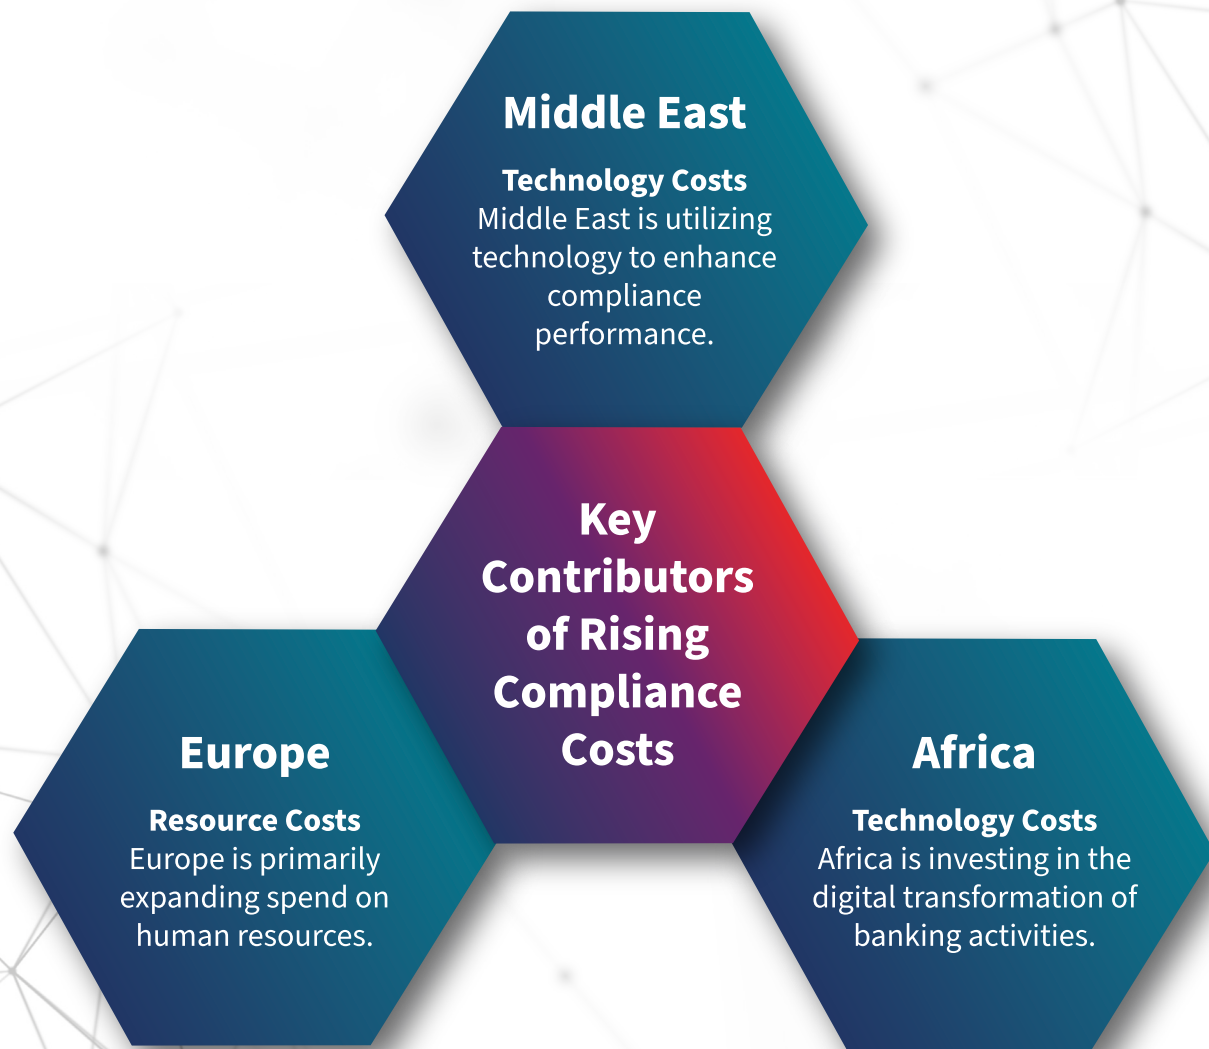 Middle East
Technology Costs
Middle East is utilizing
technology to enhance
compliance
performance.
Key
Contributors
of Rising
Compliance
Costs
Europe
Resource Costs
Europe is primarily
expanding spend on
human resources.
Africa
Technology Costs
Africa is investing in the
digital transformation of
banking activities.